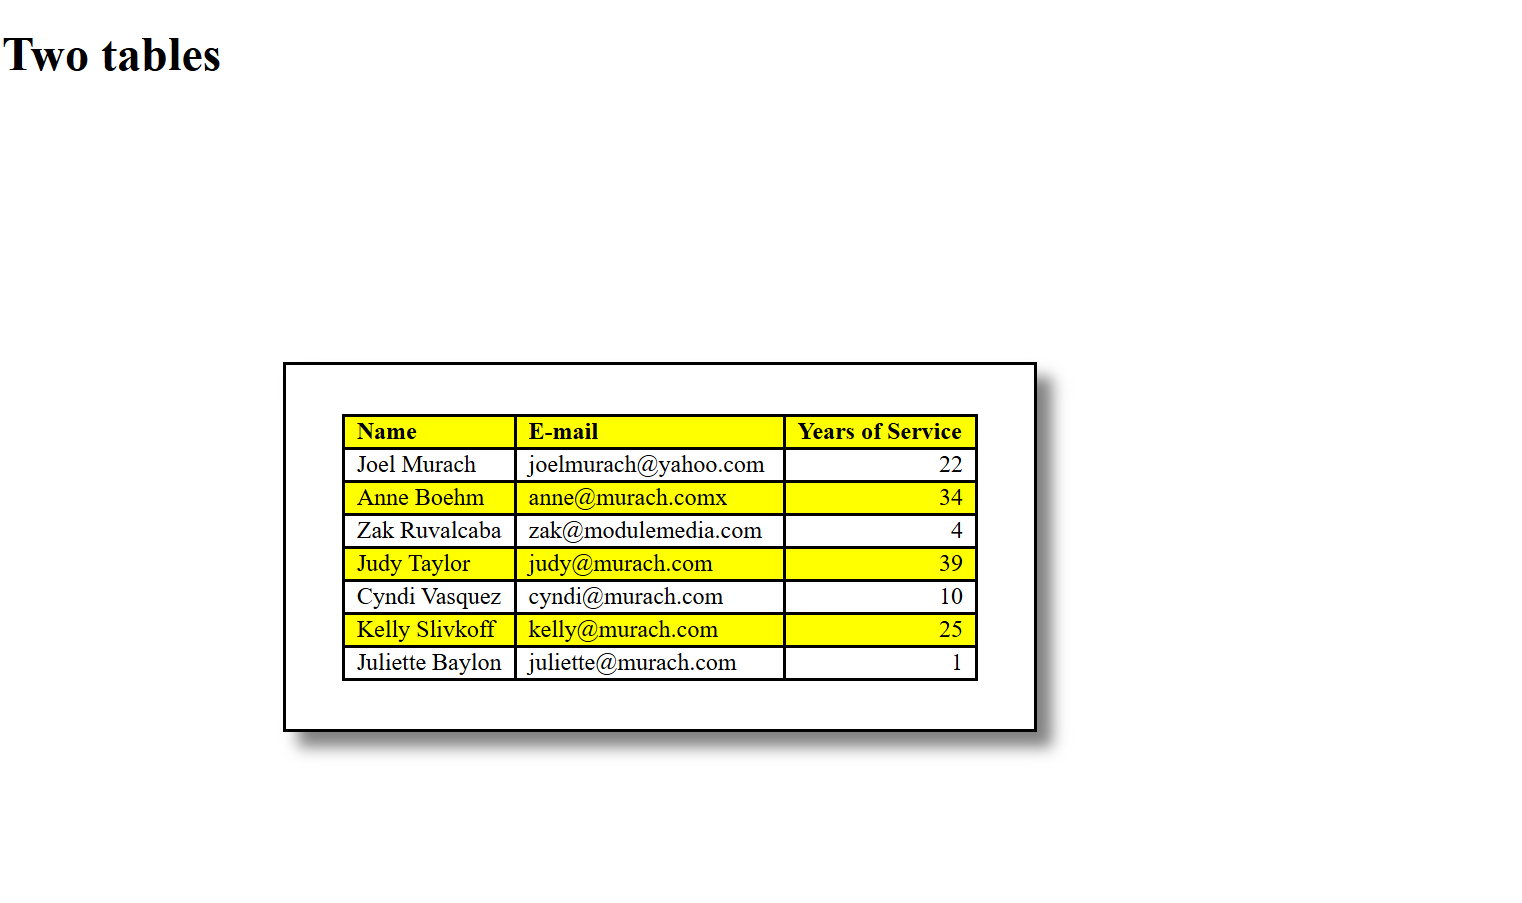 Two tables
Name E-mail Years of Service
Joel Murach joelmurach@yahoo.com 22
Anne Boehm anne@murach.comx 34
Zak Ruvalcaba zak@modulemedia.com 4
Judy Taylor judy@murach.com 39
Cyndi Vasquez cyndi@murach.com 10
Kelly Slivkoff kelly@murach.com 25
Juliette Baylon juliette@murach.com 1